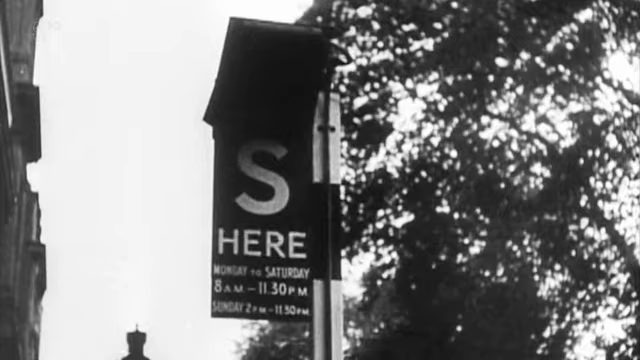 S
HERE
MONDAY TO SATURDAY
8 A.M. – 11.30 P.M.
SUNDAY 2 P.M. – 11.30 P.M.